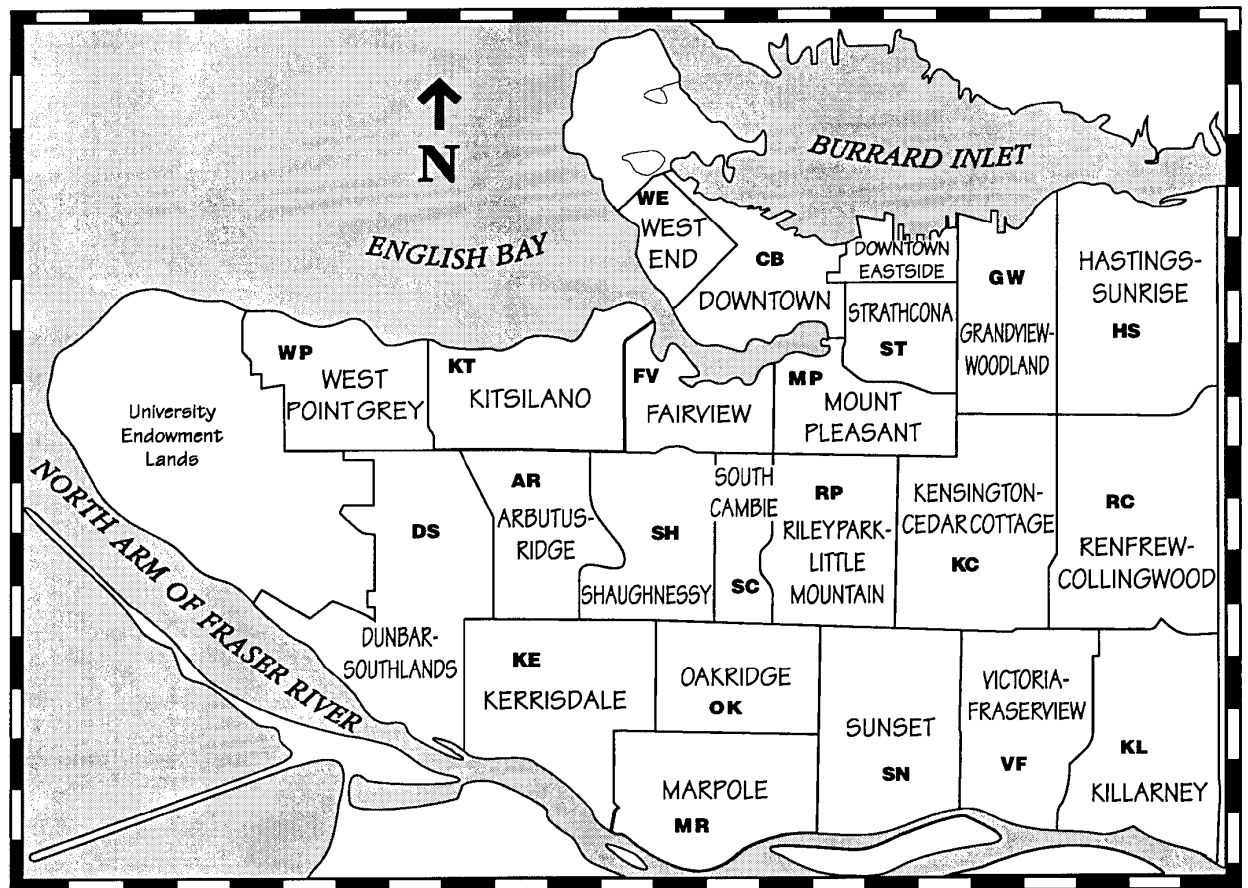 N
BURRARD INLET
ENGLISH BAY
WE
WEST
END
CB
DOWNTOWN
DOWNTOWN
EASTSIDE
STRATHCONA
ST
GW
GRANDVIEW-
WOODLAND
HASTINGS-
SUNRISE
HS
WP
WEST
POINT GREY
KT
KITSILANO
FV
FAIRVIEW
MP
MOUNT
PLEASANT
University
Endowment
Lands
NORTH ARM OF FRASER RIVER
DS
DUNBAR-
SOUTHLANDS
AR
ARBUTUS-
RIDGE
SH
SHAUGHNESSY
SOUTH
CAMBIE
SC
RP
RILEY PARK-
LITTLE
MOUNTAIN
KENSINGTON-
CEDAR COTTAGE
KC
RC
RENFREW-
COLLINGWOOD
KE
KERRISDALE
OAKRIDGE
OK
MARPOLE
MR
SUNSET
SN
VICTORIA-
FRASERVIEW
VF
KL
KILLARNEY